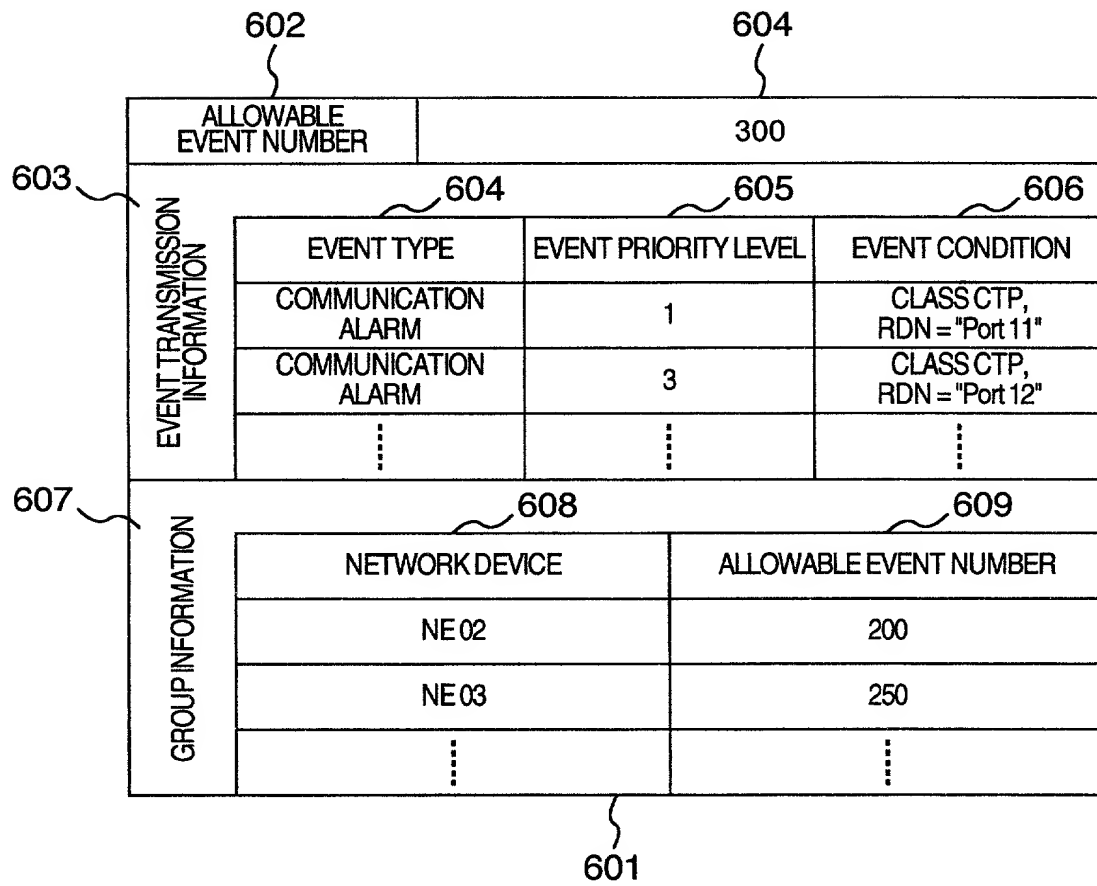 602
604
ALLOWABLE
EVENT NUMBER
300
603
604
605
606
EVENT TRANSMISSION
INFORMATION
EVENT TYPE
EVENT PRIORITY LEVEL
EVENT CONDITION
COMMUNICATION
ALARM
1
CLASS CTP,
RDN = "Port 11"
COMMUNICATION
ALARM
3
CLASS CTP,
RDN = "Port 12"
607
608
609
GROUP INFORMATION
NETWORK DEVICE
ALLOWABLE EVENT NUMBER
NE 02
200
NE 03
250
601